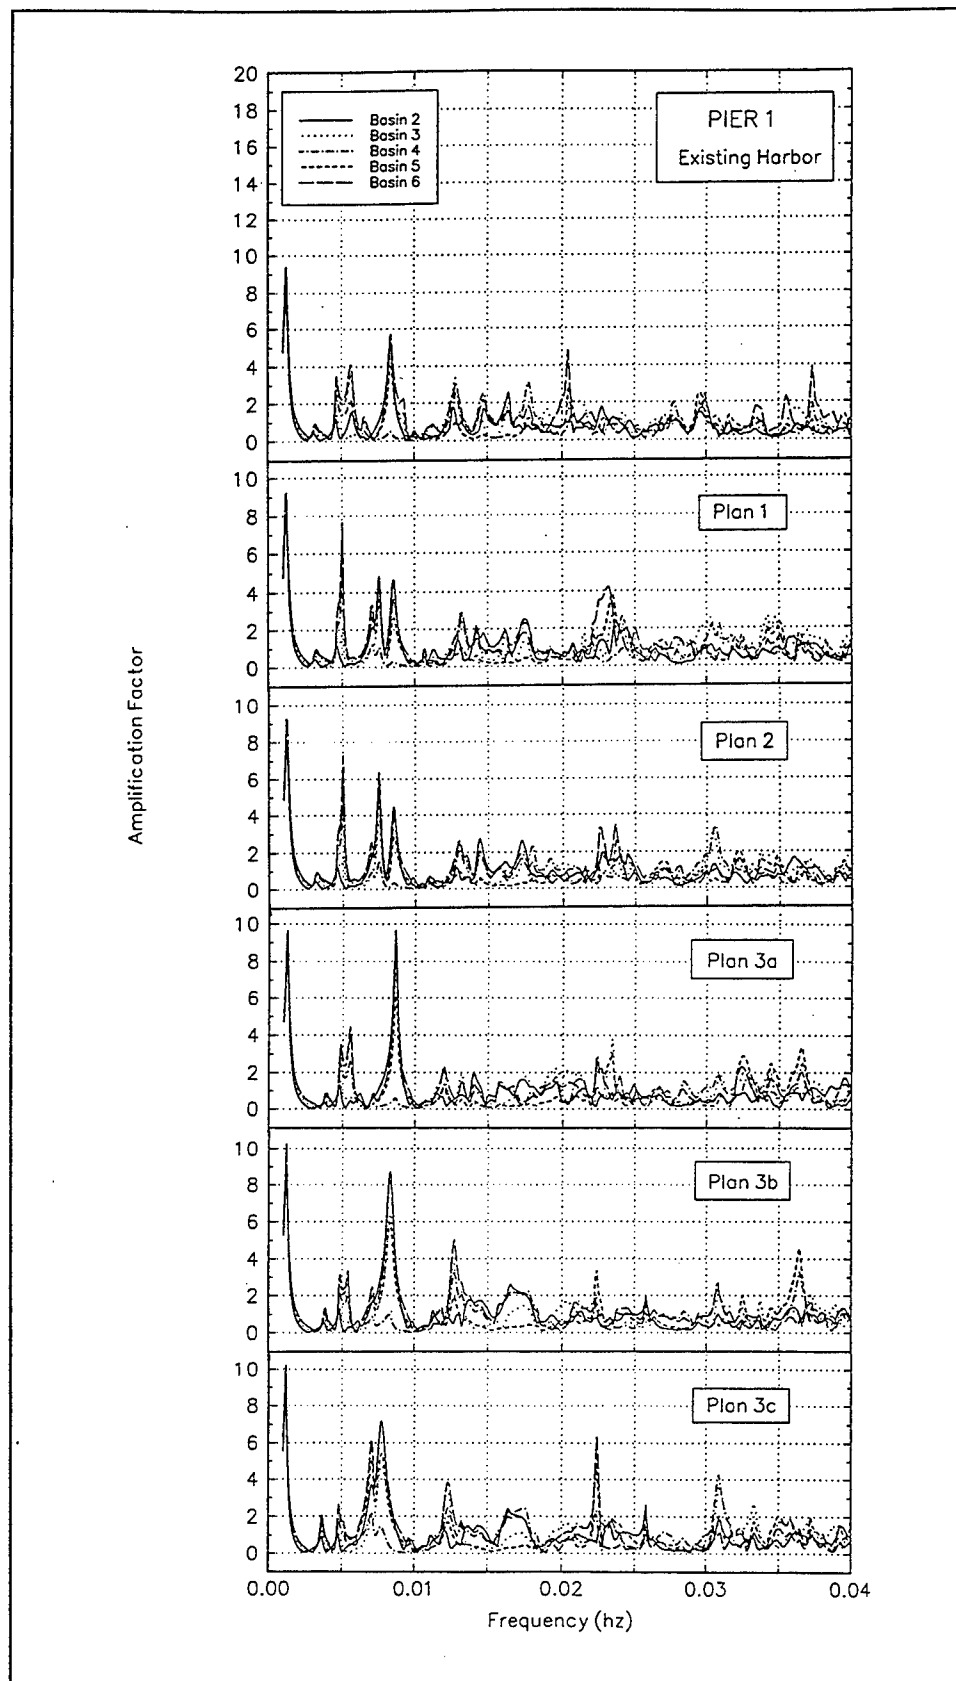 20
18
16
14
12
10
8
6
4
2
0
Basin 2
Basin 3
Basin 4
Basin 5
Basin 6
PIER 1
Existing Harbor
10
8
6
4
2
0
Plan 1
10
8
6
4
2
0
Plan 2
Amplification Factor
10
8
6
4
2
0
Plan 3a
10
8
6
4
2
0
Plan 3b
10
8
6
4
2
0
Plan 3c
0.00 0.01 0.02 0.03 0.04
Frequency (hz)